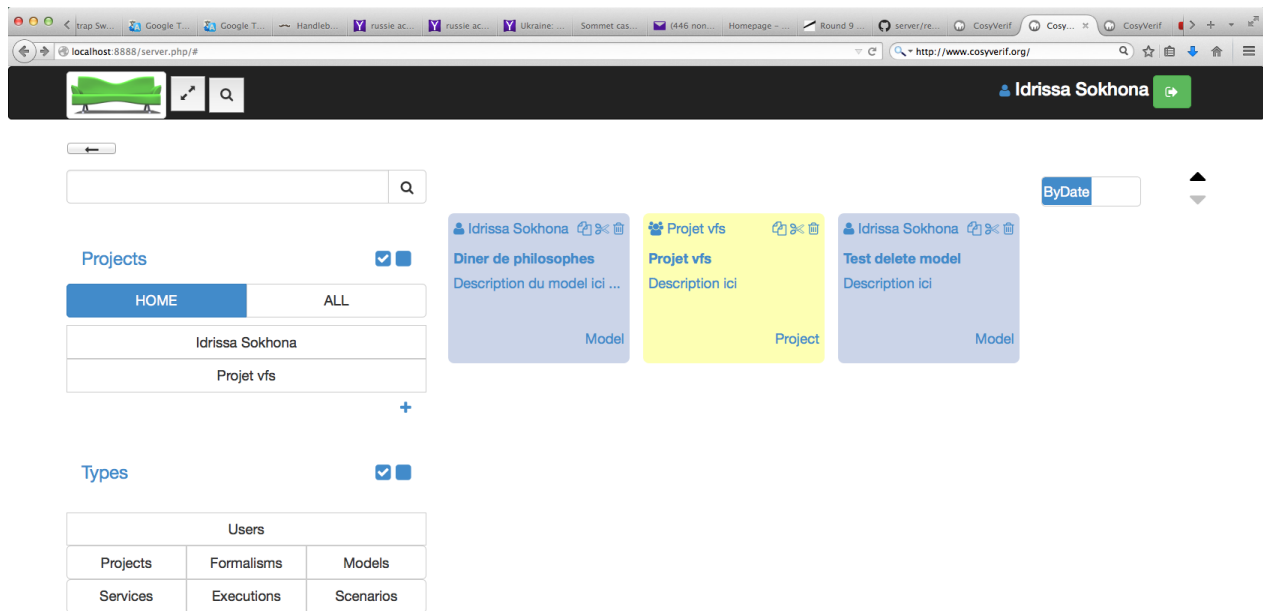 trap Sw... Google T... Google T... Handleb... russie ac... russie ac... Ukraine: ... Sommet cas... (446 non... Homepage – ... Round 9 ... server/re... CosyVerif Cosy... CosyVerif
localhost:8888/server.php/# http://www.cosyverif.org/
Idrissa Sokhona
ByDate
Idrissa Sokhona Projet vfs Idrissa Sokhona
Projects Diner de philosophes Projet vfs Test delete model
Description du model ici ... Description ici Description ici
HOME ALL
Idrissa Sokhona Model Project Model
Projet vfs
Types
Users
Projects Formalisms Models
Services Executions Scenarios